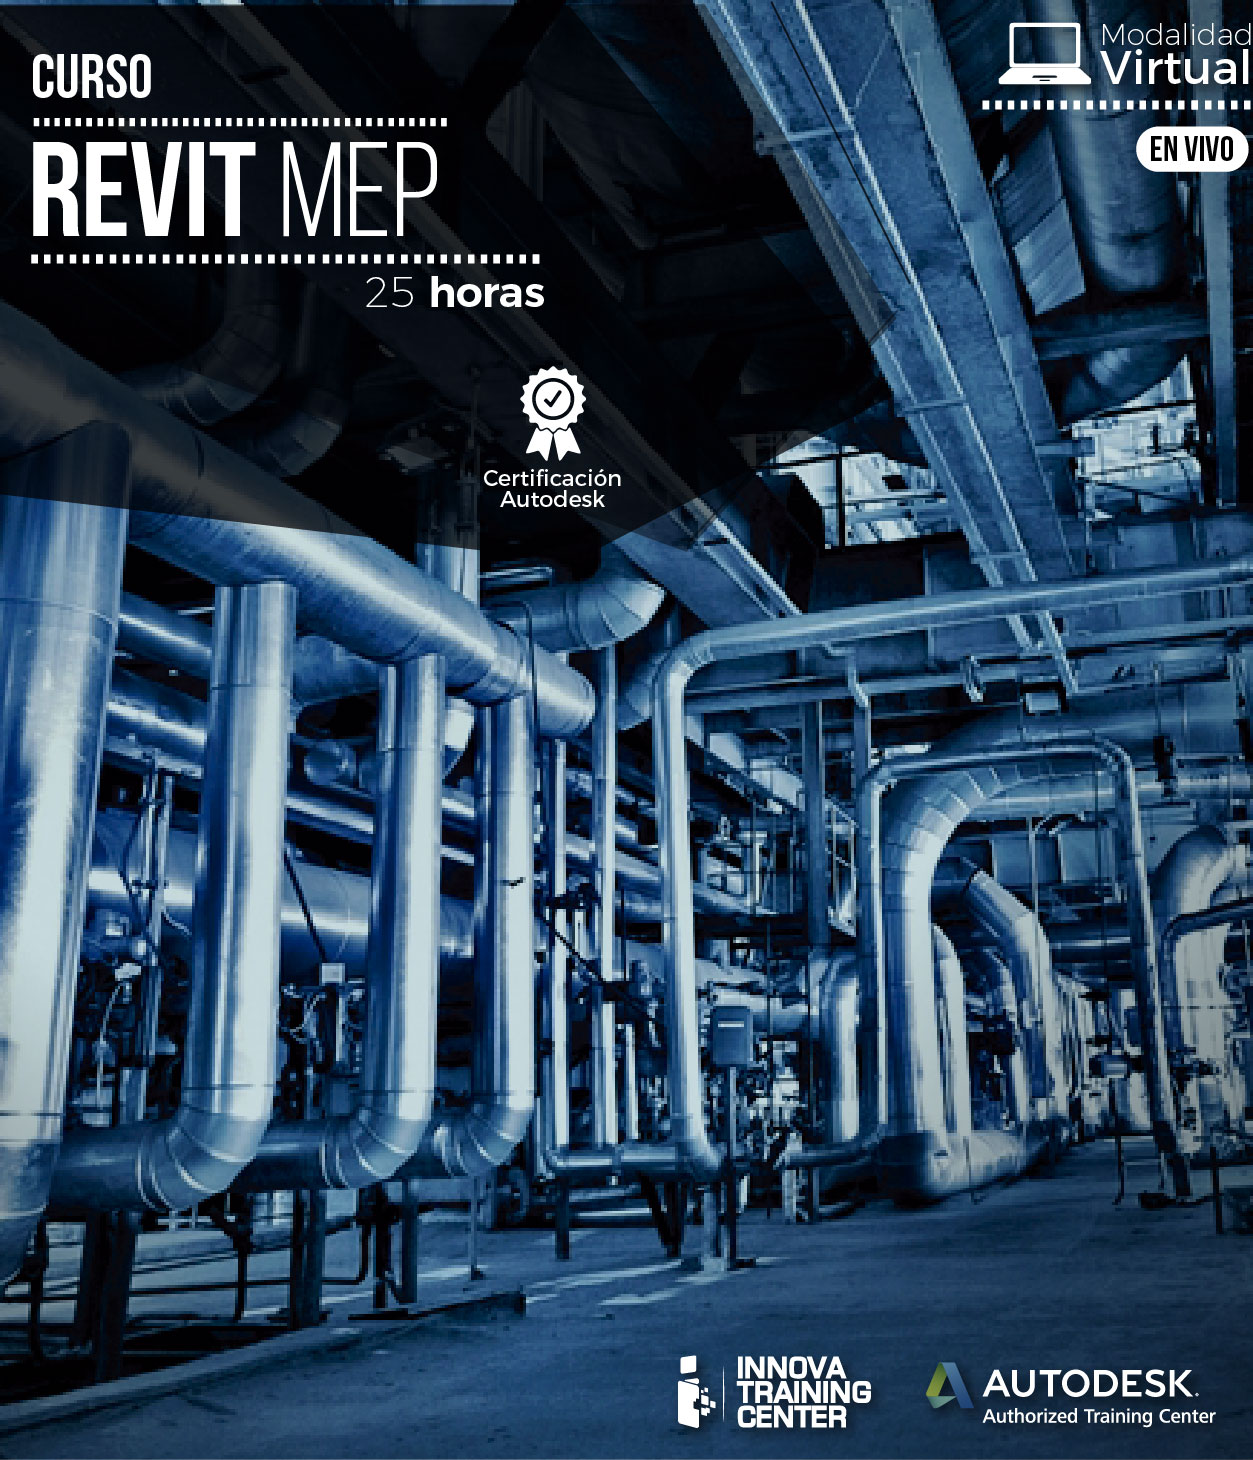 CURSO
REVIT MEP
25 horas
Modalidad
Virtual
EN VIVO
Certificación
Autodesk
INNOVA
TRAINING
CENTER
AUTODESK.
Authorized Training Center